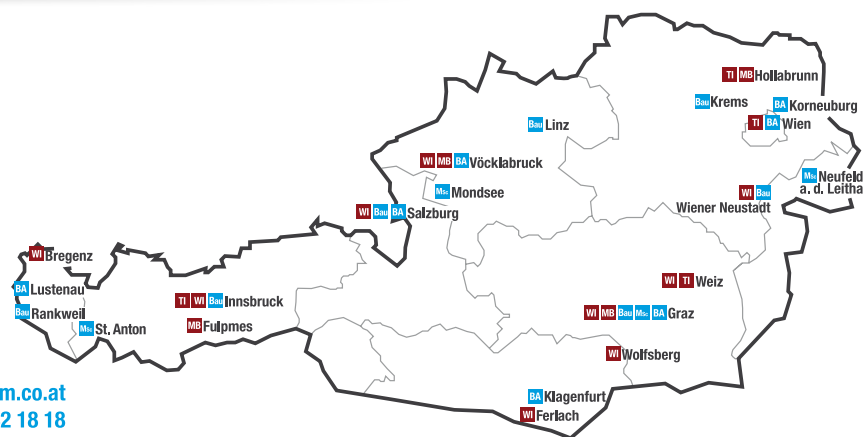 TI MB Hollabrunn
Bau Krems
BA Korneuburg
TI BA Wien
Bau Linz
WI MB BA Vöcklabruck
Msc Mondsee
Msc Neufeld
a. d. Leitha
WI Bau
Wiener Neustadt
WI Bau BA Salzburg
WI Bregenz
BA Lustenau
Bau Rankweil
Msc St. Anton
TI WI Bau Innsbruck
MB Fulpmes
WI TI Weiz
WI MB Bau Msc BA Graz
WI Wolfsberg
BA Klagenfurt
WI Ferlach
m.co.at
2 18 18